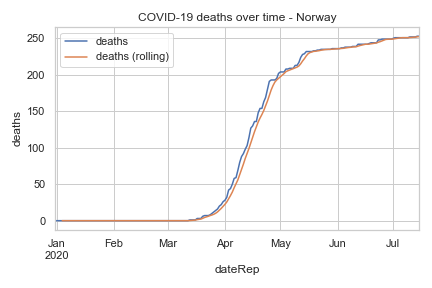 COVID-19 deaths over time - Norway
deaths
deaths (rolling)
250
200
150
100
50
0
deaths
Jan Feb Mar Apr May Jun Jul
2020
dateRep